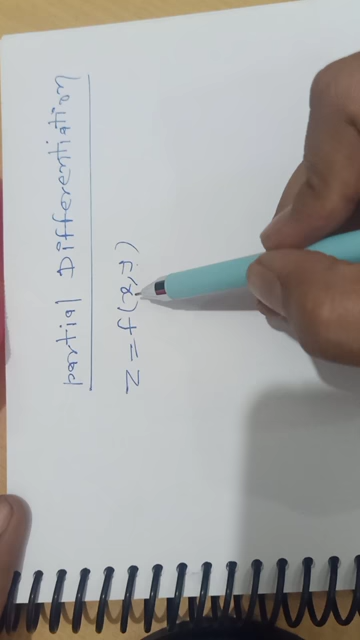 partial Differentiation
Z = f(x,y)